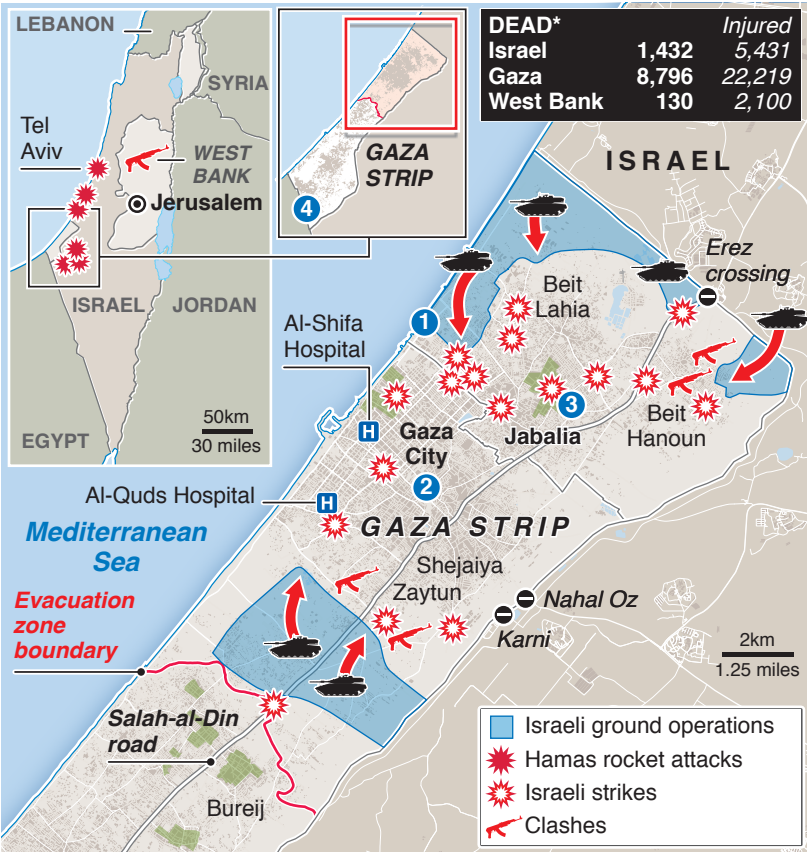 LEBANON
SYRIA
Tel
Aviv
WEST
BANK
Jerusalem
ISRAEL
JORDAN
EGYPT
50km
30 miles
GAZA
STRIP
4
DEAD* Injured
Israel 1,432 5,431
Gaza 8,796 22,219
West Bank 130 2,100
ISRAEL
Erez
crossing
Beit
Lahia
1
Al-Shifa
Hospital
H
3
Gaza
City
Jabalia
Beit
Hanoun
2
Al-Quds Hospital
H
GAZA STRIP
Mediterranean
Sea
Shejaiya
Zaytun
Nahal Oz
Karni
Evacuation
zone
boundary
2km
1.25 miles
Salah-al-Din
road
Bureij
Israeli ground operations
Hamas rocket attacks
Israeli strikes
Clashes